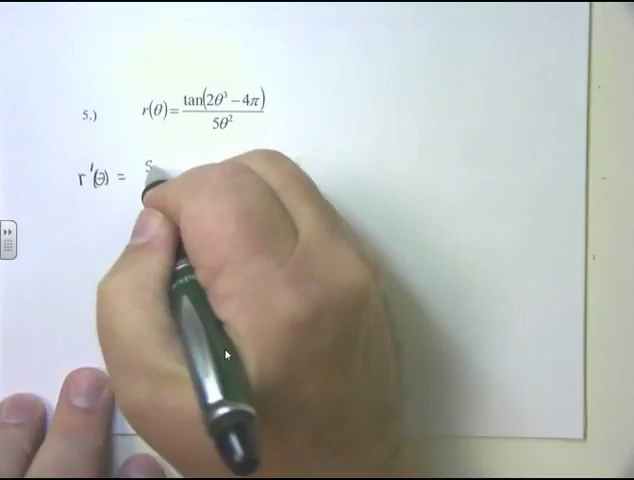 5.) r(θ) = tan(2θ³ − 4π) / 5θ²
r'(θ) = s